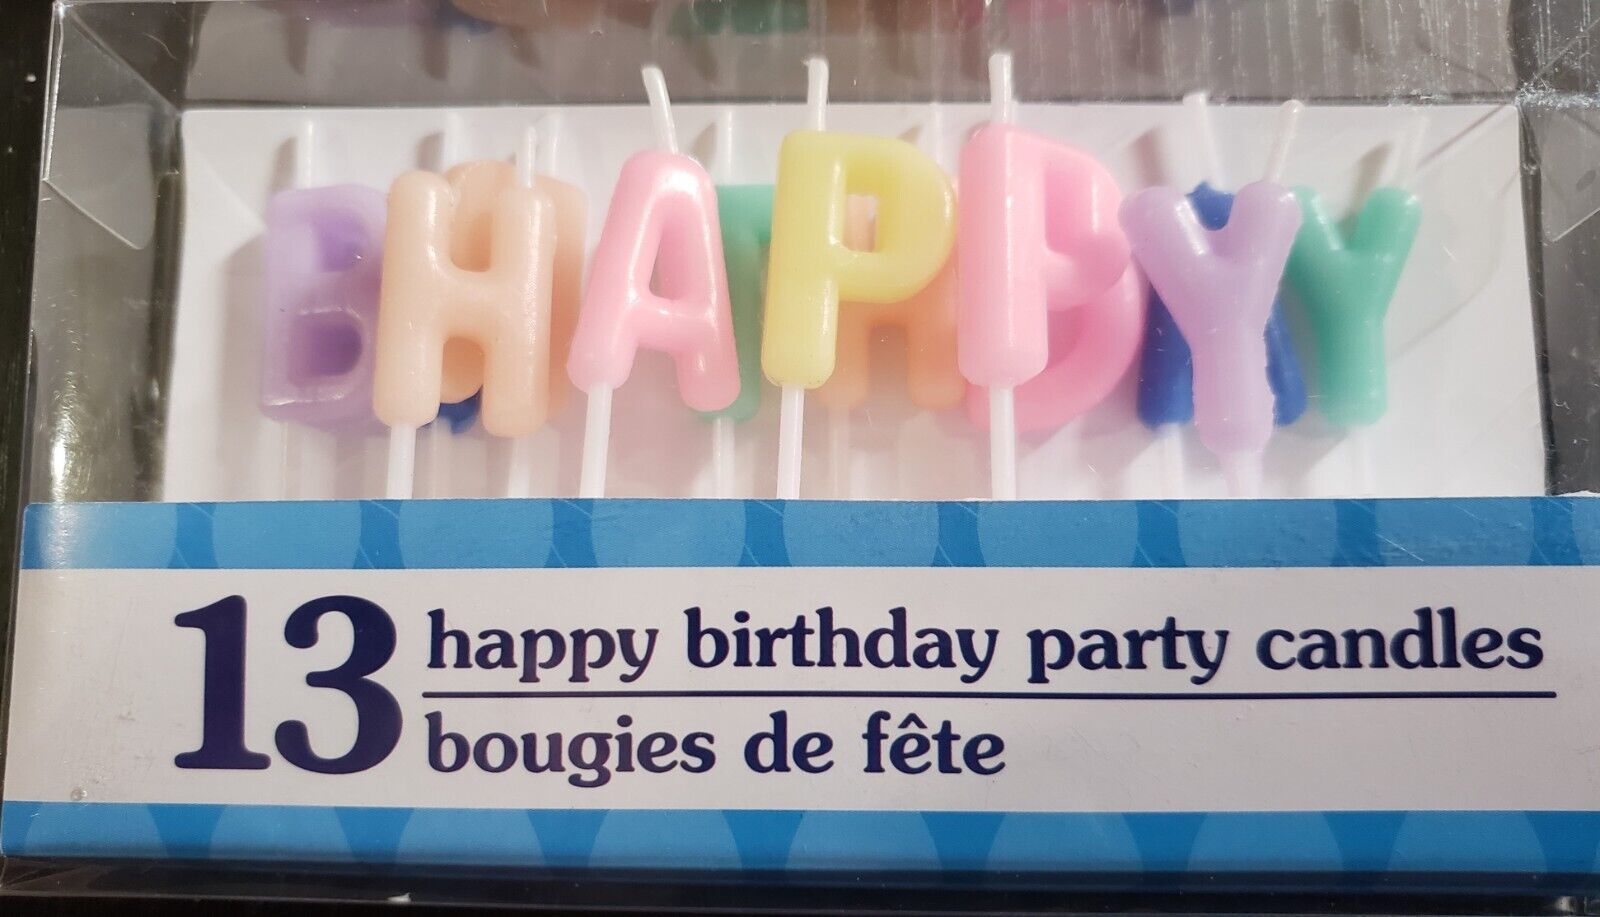 HAPPY
B T H D Y
13 happy birthday party candles
bougies de fête